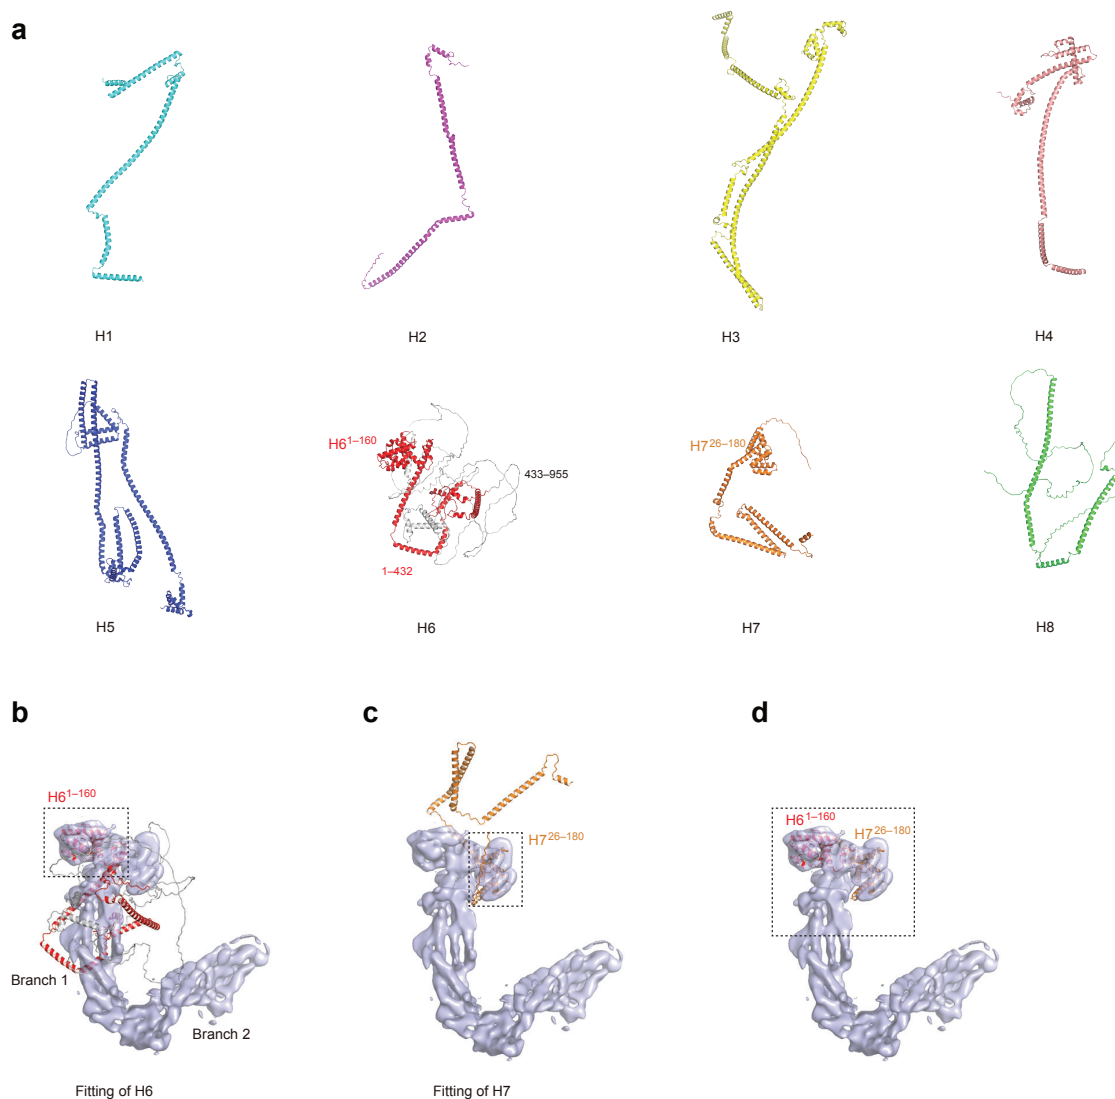 a
H1
H2
H3
H4
H6¹⁻¹⁶⁰
433–955
1–432
H7²⁶⁻¹⁸⁰
H5
H6
H7
H8
b
c
d
H6¹⁻¹⁶⁰
Branch 1
Branch 2
H7²⁶⁻¹⁸⁰
H6¹⁻¹⁶⁰
H7²⁶⁻¹⁸⁰
Fitting of H6
Fitting of H7